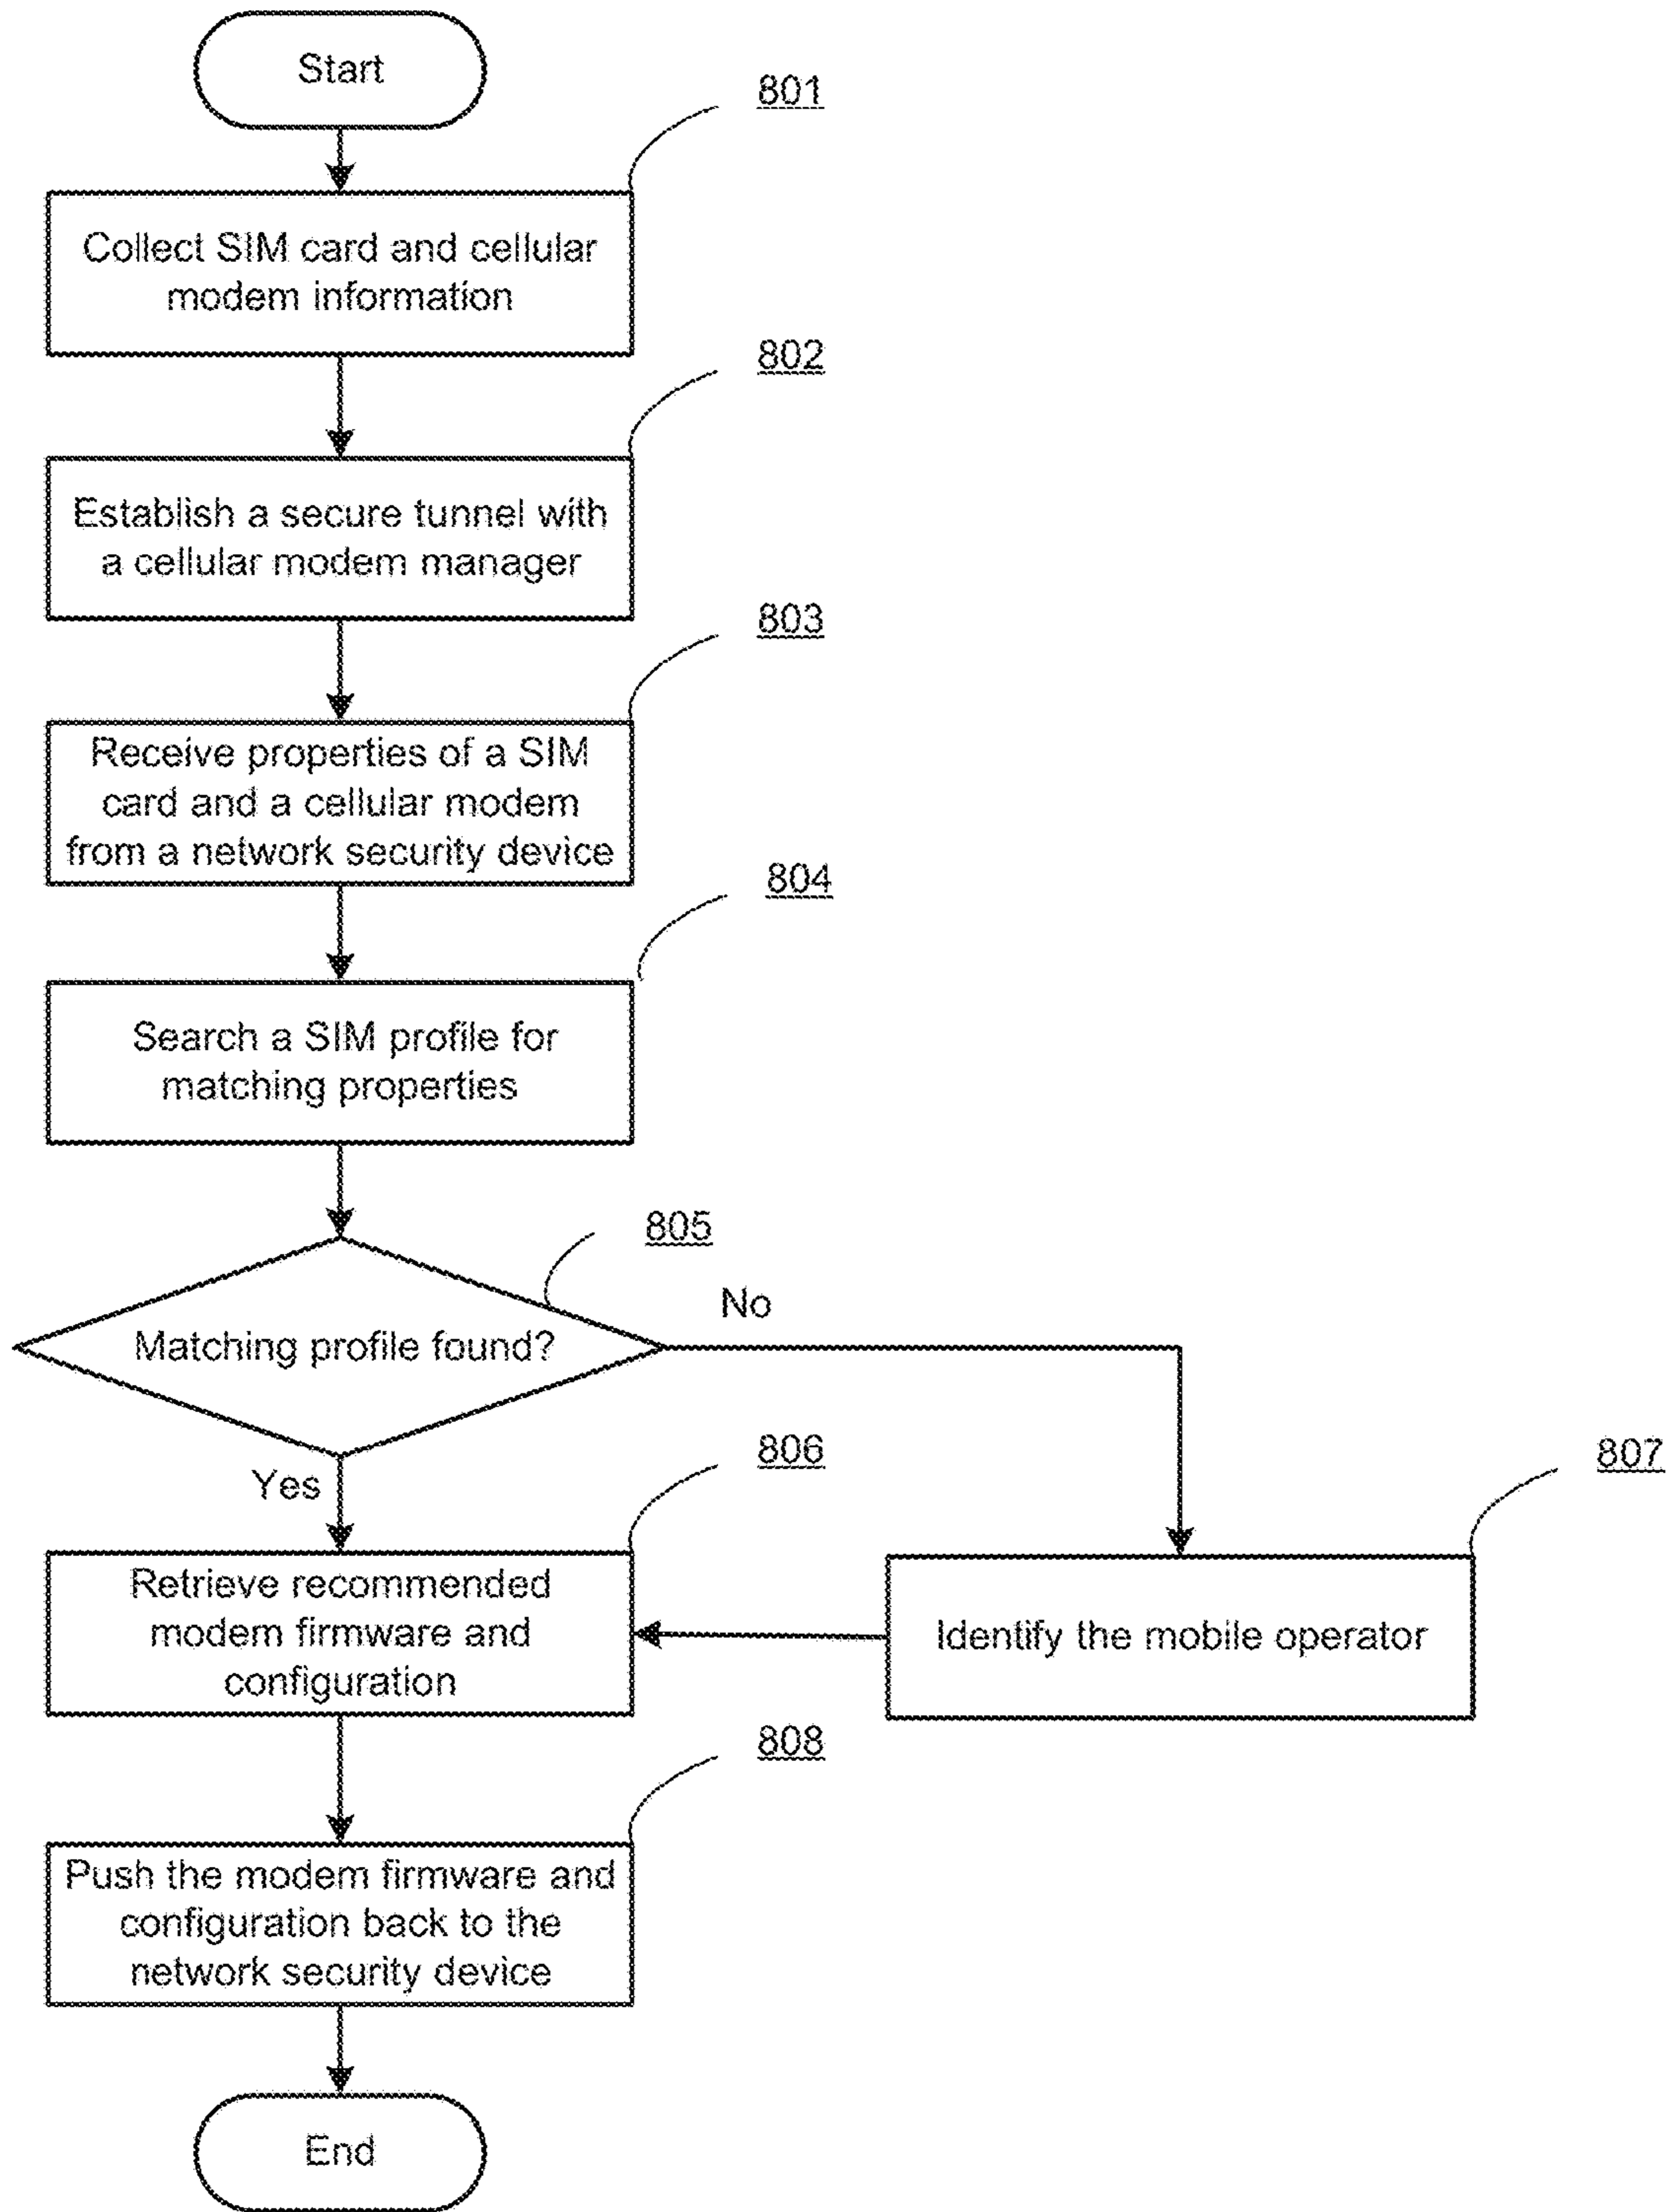 Start
801
Collect SIM card and cellular
modem information
802
Establish a secure tunnel with
a cellular modem manager
803
Receive properties of a SIM
card and a cellular modem
from a network security device
804
Search a SIM profile for
matching properties
805
Matching profile found?
No
Yes
806
Retrieve recommended
modem firmware and
configuration
807
Identify the mobile operator
808
Push the modem firmware and
configuration back to the
network security device
End